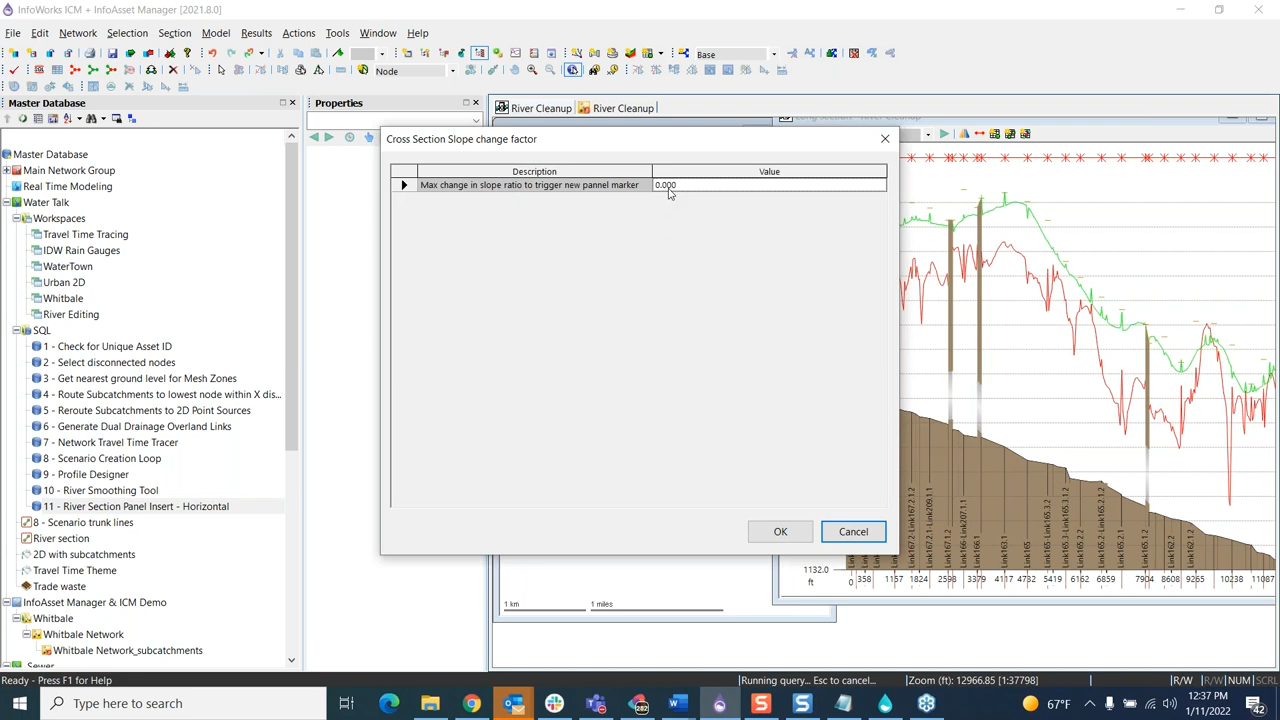 InfoWorks ICM + InfoAsset Manager [2021.8.0]
File Edit Network Selection Section Model Results Actions Tools Window Help
Base
Node
Master Database
Properties
River Cleanup
River Cleanup
Cross Section Slope change factor
Description Value
Max change in slope ratio to trigger new pannel marker 0.000
OK Cancel
Master Database
Main Network Group
Real Time Modeling
Water Talk
Workspaces
Travel Time Tracing
IDW Rain Gauges
WaterTown
Urban 2D
Whitbale
River Editing
SQL
1 - Check for Unique Asset ID
2 - Select disconnected nodes
3 - Get nearest ground level for Mesh Zones
4 - Route Subcatchments to lowest node within X dis...
5 - Reroute Subcatchments to 2D Point Sources
6 - Generate Dual Drainage Overland Links
7 - Network Travel Time Tracer
8 - Scenario Creation Loop
9 - Profile Designer
10 - River Smoothing Tool
11 - River Section Panel Insert - Horizontal
8 - Scenario trunk lines
River section
2D with subcatchments
Travel Time Theme
Trade waste
InfoAsset Manager & ICM Demo
Whitbale
Whitbale Network
Whitbale Network_subcatchments
Sewer
1 km 1 miles
1132.0
ft 0 358 1157 1824 2598 3379 4117 4732 5419 6162 6859 7904 8608 9265 10238 11087
Ready - Press F1 for Help
Running query... Esc to cancel... Zoom (ft): 12966.85 [1:37798] R/W R/W NUM SCRL
Type here to search
282
67°F
12:37 PM
1/11/2022
42